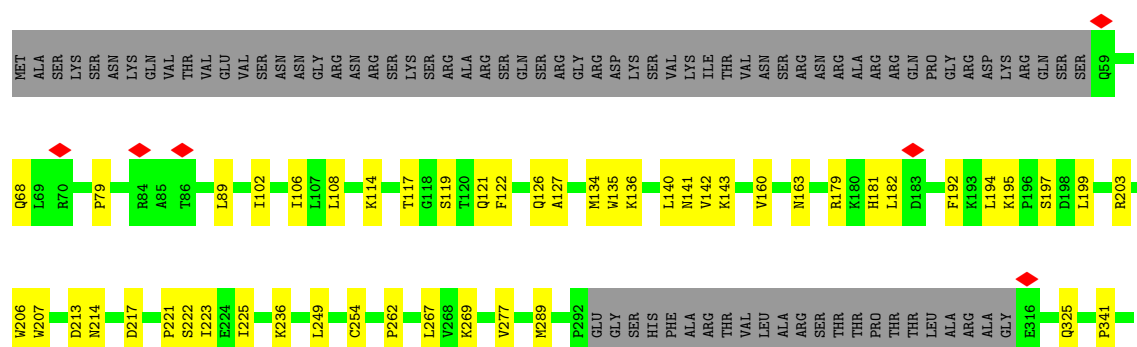 MET ALA SER LYS SER ASN LYS GLN VAL THR VAL GLU VAL SER ASN ASN GLY ARG ASN ARG SER LYS SER ARG ALA ARG SER GLN SER ARG GLY ARG ASP LYS SER VAL LYS ILE THR VAL ASN SER ARG ASN ARG ALA ARG ARG GLN PRO GLY ARG ASP LYS ARG GLN SER SER Q59
Q68 L69 R70 P79 R84 A85 T86 L89 I102 I106 L107 L108 K114 T117 G118 S119 T120 Q121 F122 Q126 A127 M134 W135 K136 L140 N141 V142 K143 V160 N163 R179 K180 H181 L182 D183 F192 K193 L194 K195 P196 S197 D198 L199 R203
W206 W207 D213 N214 D217 P221 S222 I223 E224 I225 K236 L249 C254 P262 L267 V268 K269 V277 M289 P292 GLU GLY SER HIS PHE ALA ARG THR VAL LEU ALA ARG SER THR THR PRO THR THR LEU ALA ARG ALA GLY E316 Q325 P341